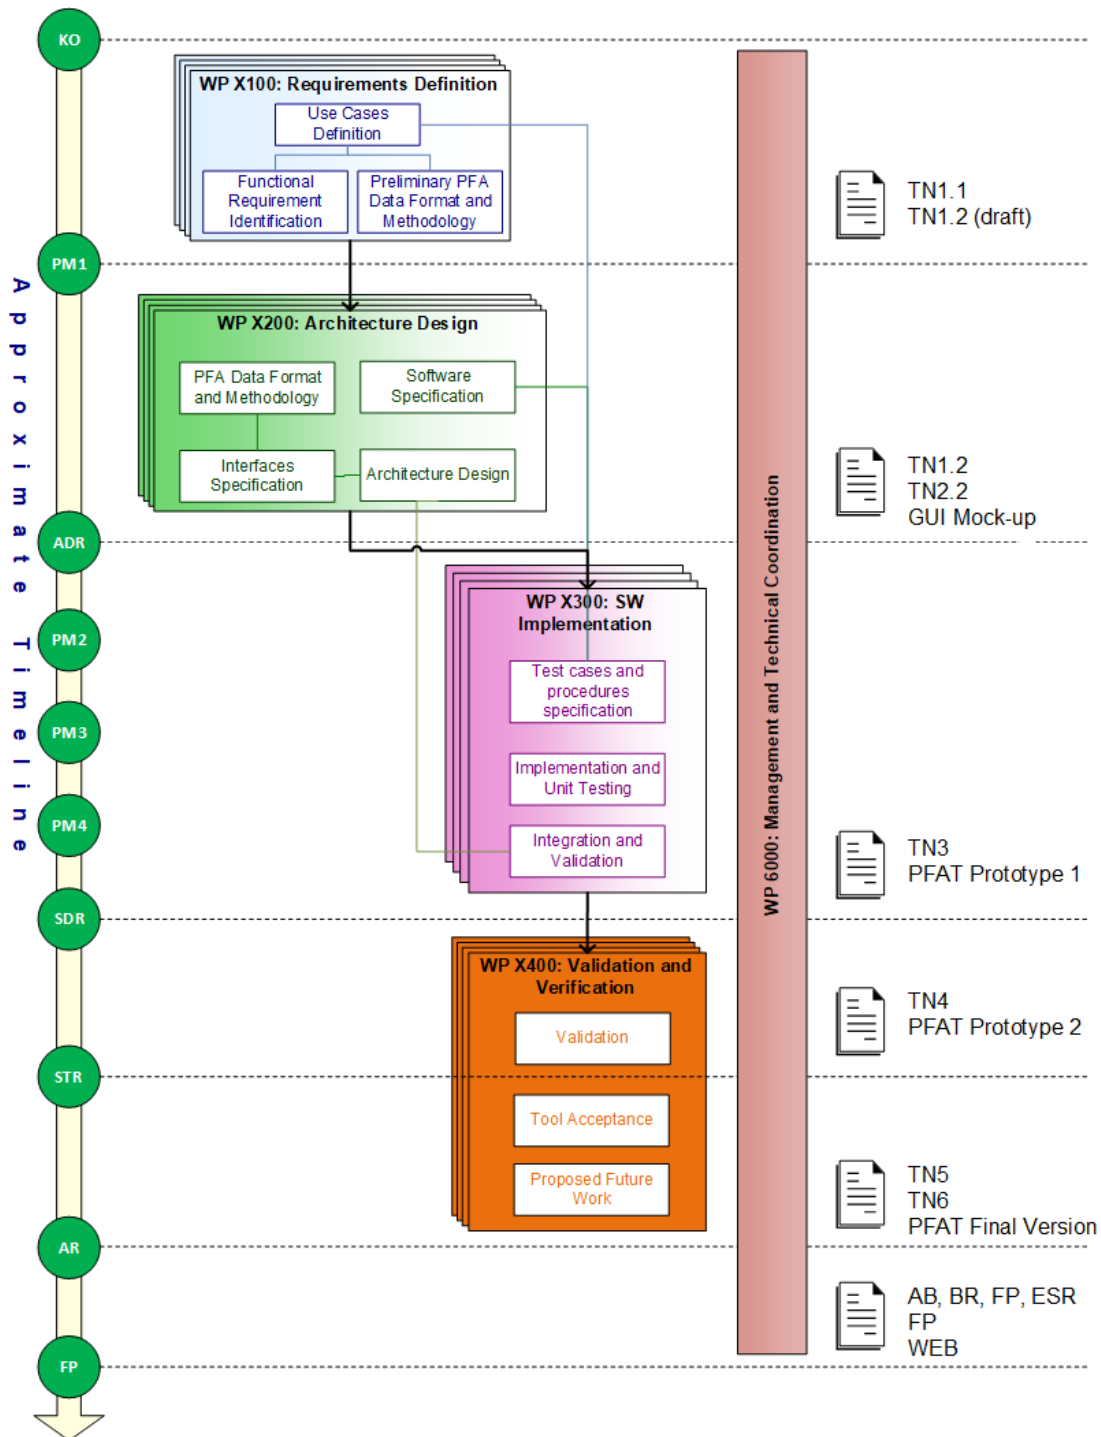 KO
WP X100: Requirements Definition
Use Cases
Definition
Functional
Requirement
Identification
Preliminary PFA
Data Format and
Methodology
TN1.1
TN1.2 (draft)
PM1
Approximate Timeline
WP X200: Architecture Design
PFA Data Format
and Methodology
Software
Specification
Interfaces
Specification
Architecture Design
TN1.2
TN2.2
GUI Mock-up
ADR
WP 6000: Management and Technical Coordination
WP X300: SW
Implementation
PM2
Test cases and
procedures
specification
PM3
Implementation and
Unit Testing
PM4
Integration and
Validation
TN3
PFAT Prototype 1
SDR
WP X400: Validation and
Verification
Validation
TN4
PFAT Prototype 2
STR
Tool Acceptance
Proposed Future
Work
TN5
TN6
PFAT Final Version
AR
AB, BR, FP, ESR
FP
WEB
FP